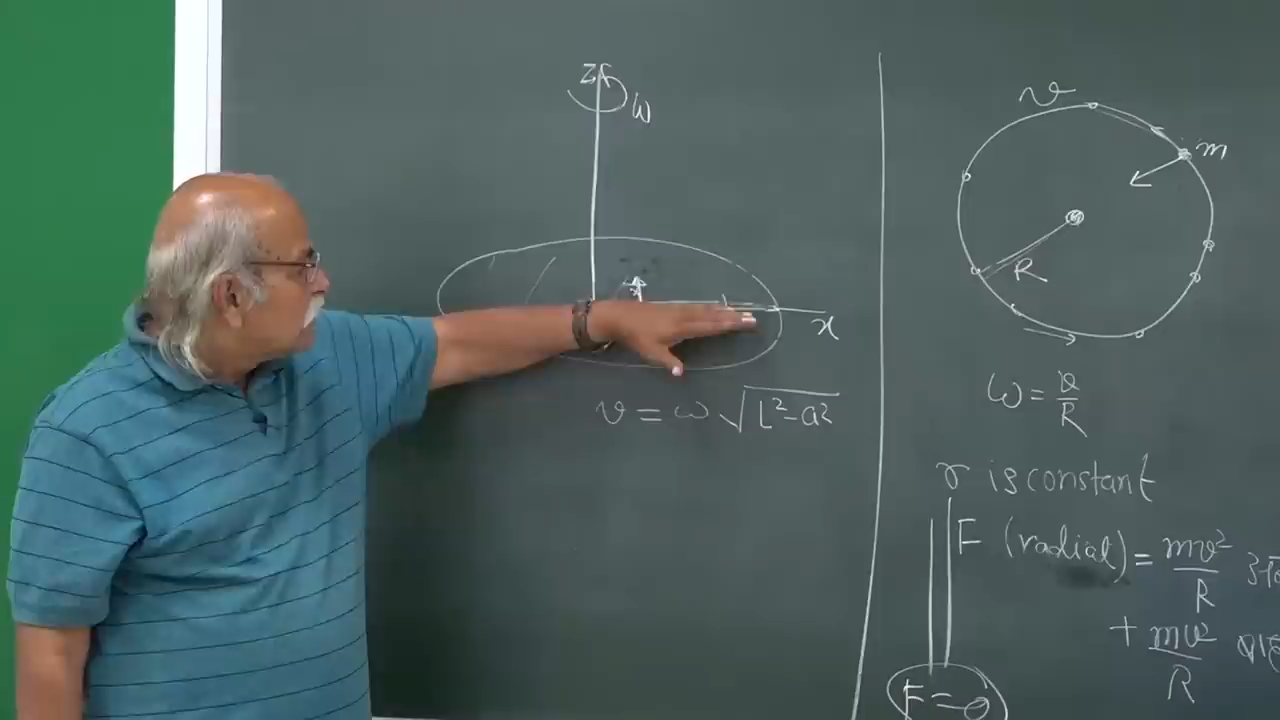 z
ω
x
v = ω √L²-a²
v
m
R
ω = v/R
r is constant
F (radial) = mv²/R
+ mv²/R
F = 0